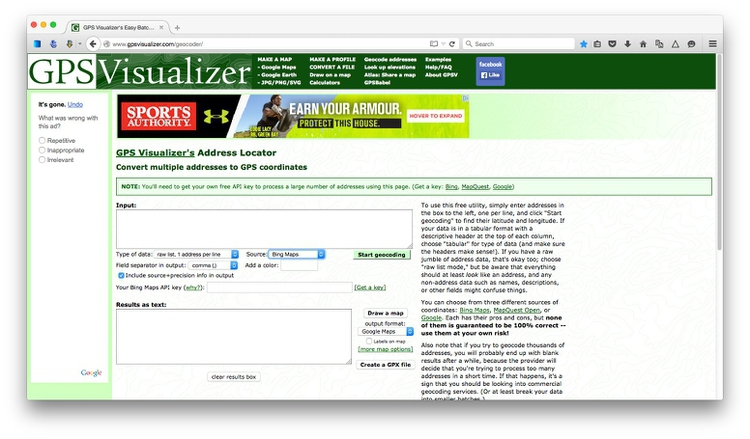 GPS Visualizer's Easy Batc...
www.gpsvisualizer.com/geocoder/
Search
GPSVisualizer
MAKE A MAP
- Google Maps
- Google Earth
- JPG/PNG/SVG
MAKE A PROFILE
CONVERT A FILE
Draw on a map
Calculators
Geocode addresses
Look up elevations
Atlas: Share a map
GPSBabel
Examples
Help/FAQ
About GPSV
facebook
Like
It's gone. Undo
What was wrong with
this ad?
Repetitive
Inappropriate
Irrelevant
Google
SPORTS
AUTHORITY.
EDDIE LACY
RB, GREEN BAY
EARN YOUR ARMOUR.
PROTECT THIS HOUSE.
HOVER TO EXPAND
GPS Visualizer's Address Locator
Convert multiple addresses to GPS coordinates
NOTE: You'll need to get your own free API key to process a large number of addresses using this page. (Get a key: Bing, MapQuest, Google)
Input:
Type of data: raw list, 1 address per line
Source: Bing Maps
Start geocoding
Field separator in output: comma (,)
Add a color:
Include source+precision info in output
Your Bing Maps API key (why?):
[Get a key]
Results as text:
Draw a map
output format:
Google Maps
Labels on map
[more map options]
Create a GPX file
clear results box
To use this free utility, simply enter addresses in
the box to the left, one per line, and click "Start
geocoding" to find their latitude and longitude. If
your data is in a tabular format with a
descriptive header at the top of each column,
choose "tabular" for type of data (and make sure
the headers make sense!). If you have a raw
jumble of address data, that's okay too; choose
"raw list mode," but be aware that everything
should at least look like an address, and any
non-address data such as names, descriptions,
or other fields might confuse things.
You can choose from three different sources of
coordinates: Bing Maps, MapQuest Open, or
Google. Each has their pros and cons, but none
of them is guaranteed to be 100% correct --
use them at your own risk!
Also note that if you try to geocode thousands of
addresses, you will probably end up with blank
results after a while, because the provider will
decide that you're trying to process too many
addresses in a short time. If that happens, it's a
sign that you should be looking into commercial
geocoding services. (Or at least break your data
into smaller batches.)